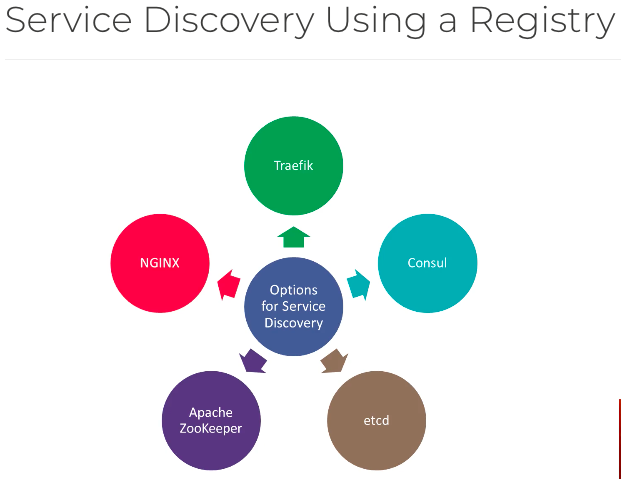 Service Discovery Using a Registry
Traefik
NGINX
Consul
Options
for Service
Discovery
Apache
ZooKeeper
etcd